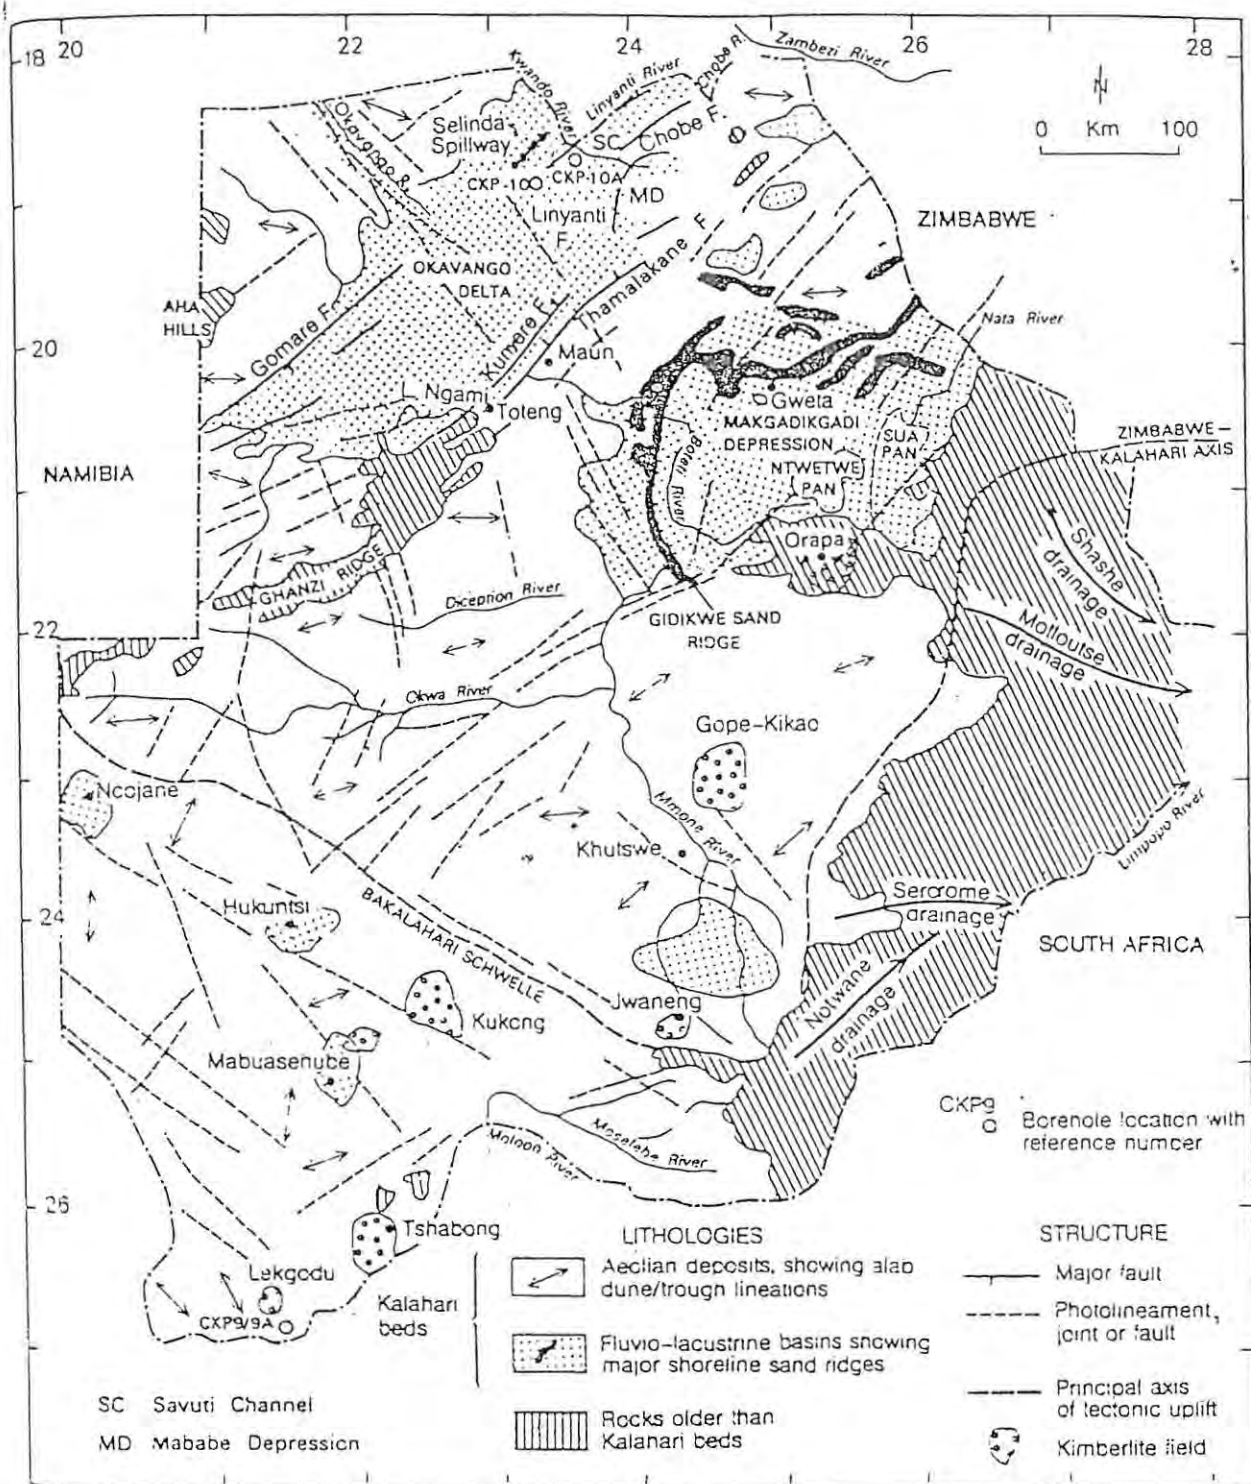 20
22
24
26
28
18
Zambezi River
Chobe R.
Linyanti River
Kwando River
Okavango R.
Selinda
Spillway
SC
Chobe F.
0 Km 100
CKP-10
CKP-10A
MD
Linyanti
F.
ZIMBABWE
OKAVANGO
DELTA
Thamalakane F
Kunyere F.
Gomare F.
AHA
HILLS
20
Nata River
Maun
Ngami
Toteng
Gweta
MAKGADIKGADI
DEPRESSION
SUA
PAN
NTWETWE
PAN
Boteti
River
ZIMBABWE-
KALAHARI AXIS
NAMIBIA
Orapa
Shashe
drainage
GHANZI RIDGE
Diception River
GIDIKWE SAND
RIDGE
22
Motloutse
drainage
Okwa River
Gope-Kikao
Ncojane
Mmone River
Khutswe
Limpopo River
24
Hukuntsi
BAKALAHARI SCHWELLE
Serorome
drainage
SOUTH AFRICA
Notwane
drainage
Jwaneng
Kukong
Mabuasehube
Moselebe River
Molopo River
CKP9
Borehole location with
reference number
26
Tshabong
Lekgodu
CKP9/9A
Kalahari
beds
LITHOLOGIES
Aeolian deposits, showing alab
dune/trough lineations
Fluvio-lacustrine basins showing
major shoreline sand ridges
Rocks older than
Kalahari beds
STRUCTURE
Major fault
Photolineament,
joint or fault
Principal axis
of tectonic uplift
Kimberlite field
SC Savuti Channel
MD Mababe Depression